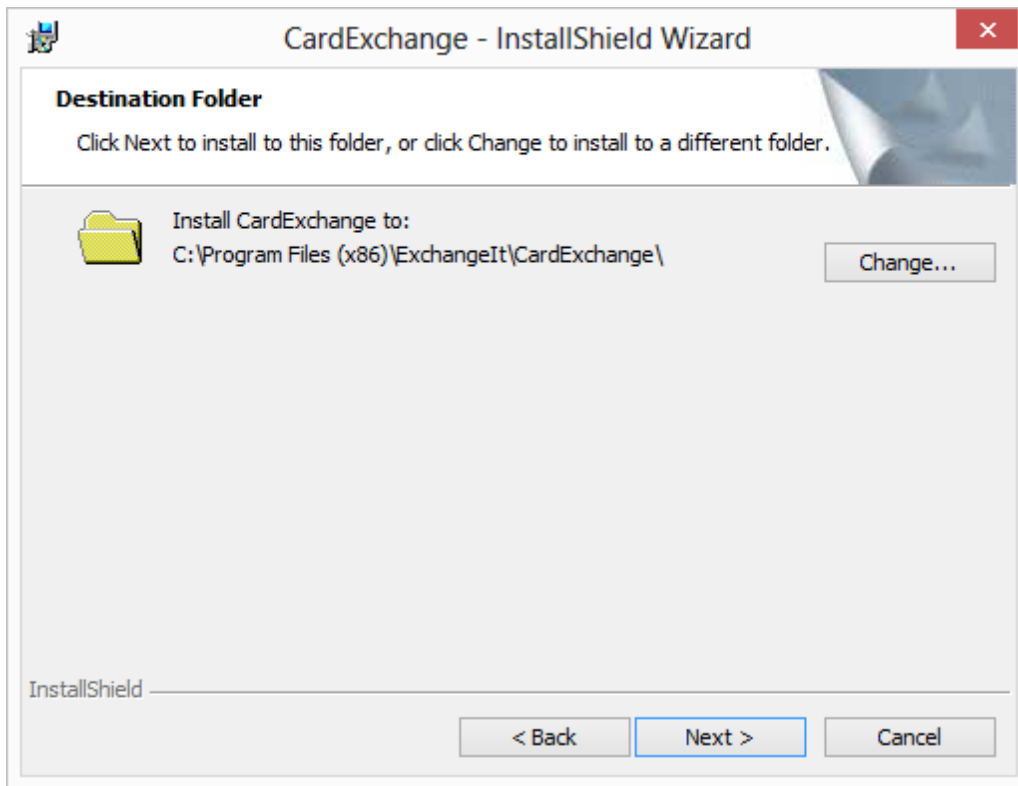 CardExchange - InstallShield Wizard
Destination Folder
Click Next to install to this folder, or click Change to install to a different folder.
Install CardExchange to:
C:\Program Files (x86)\ExchangeIt\CardExchange\
Change...
InstallShield
< Back
Next >
Cancel